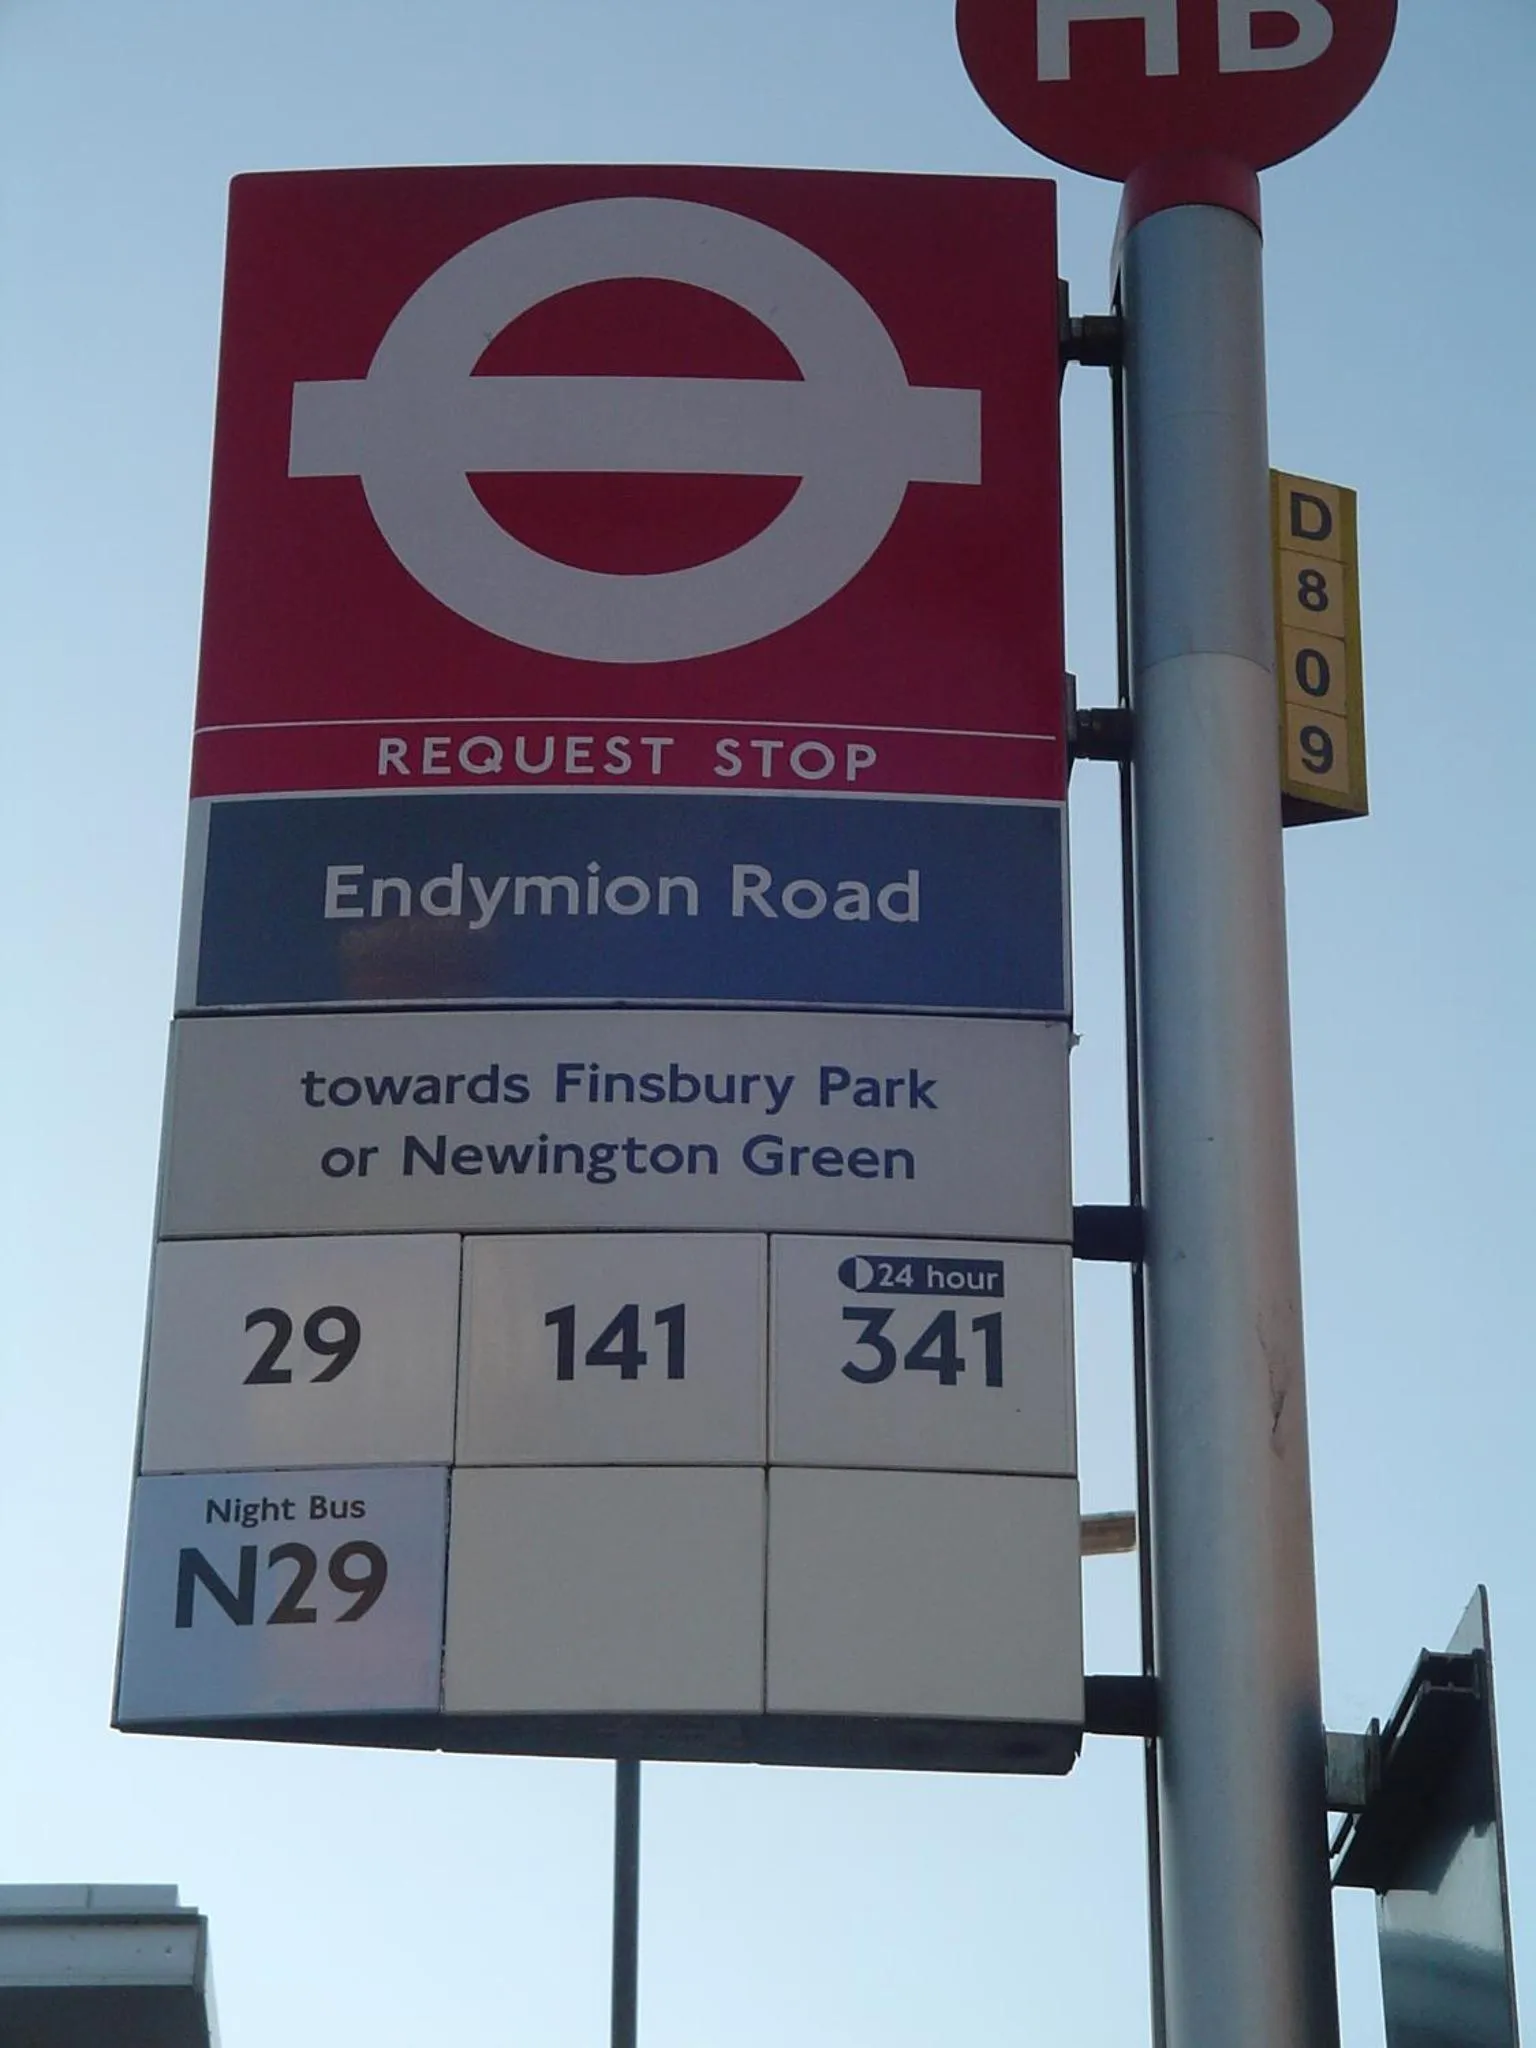 HB
REQUEST STOP
Endymion Road
towards Finsbury Park
or Newington Green
29
141
24 hour
341
Night Bus
N29
D
8
0
9